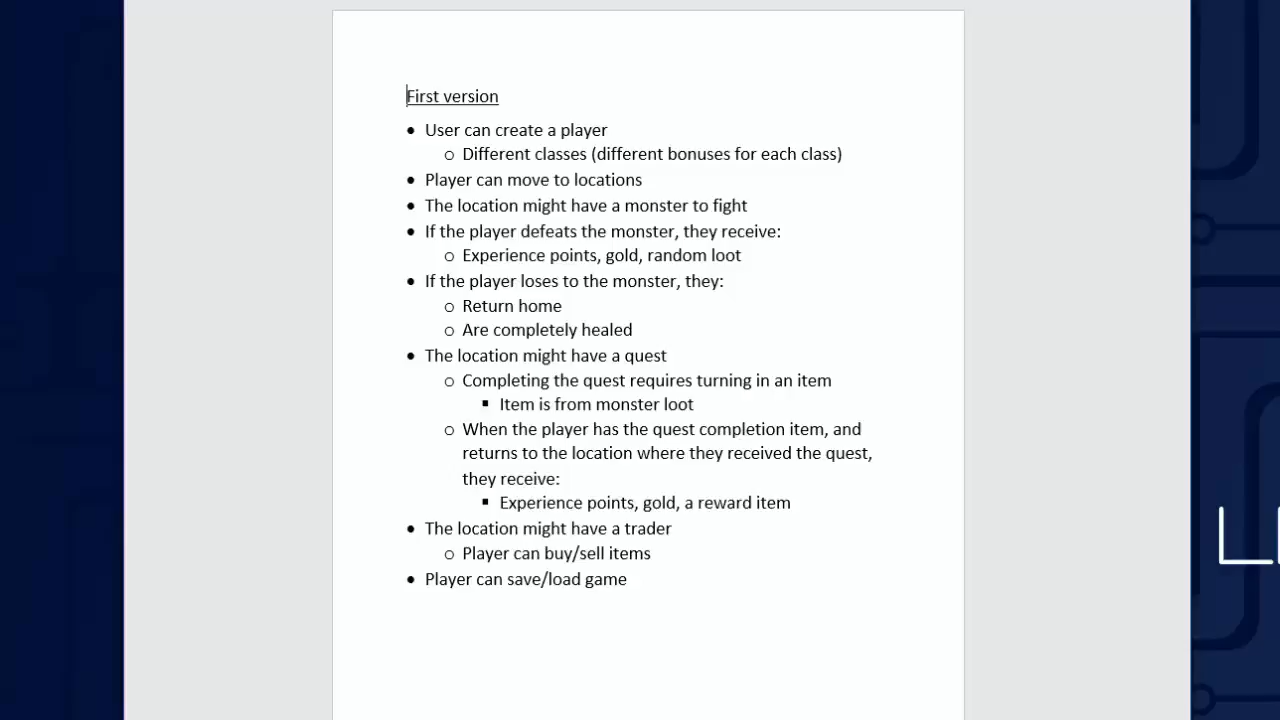 First version
• User can create a player
o Different classes (different bonuses for each class)
• Player can move to locations
• The location might have a monster to fight
• If the player defeats the monster, they receive:
o Experience points, gold, random loot
• If the player loses to the monster, they:
o Return home
o Are completely healed
• The location might have a quest
o Completing the quest requires turning in an item
▪ Item is from monster loot
o When the player has the quest completion item, and
returns to the location where they received the quest,
they receive:
▪ Experience points, gold, a reward item
• The location might have a trader
o Player can buy/sell items
• Player can save/load game